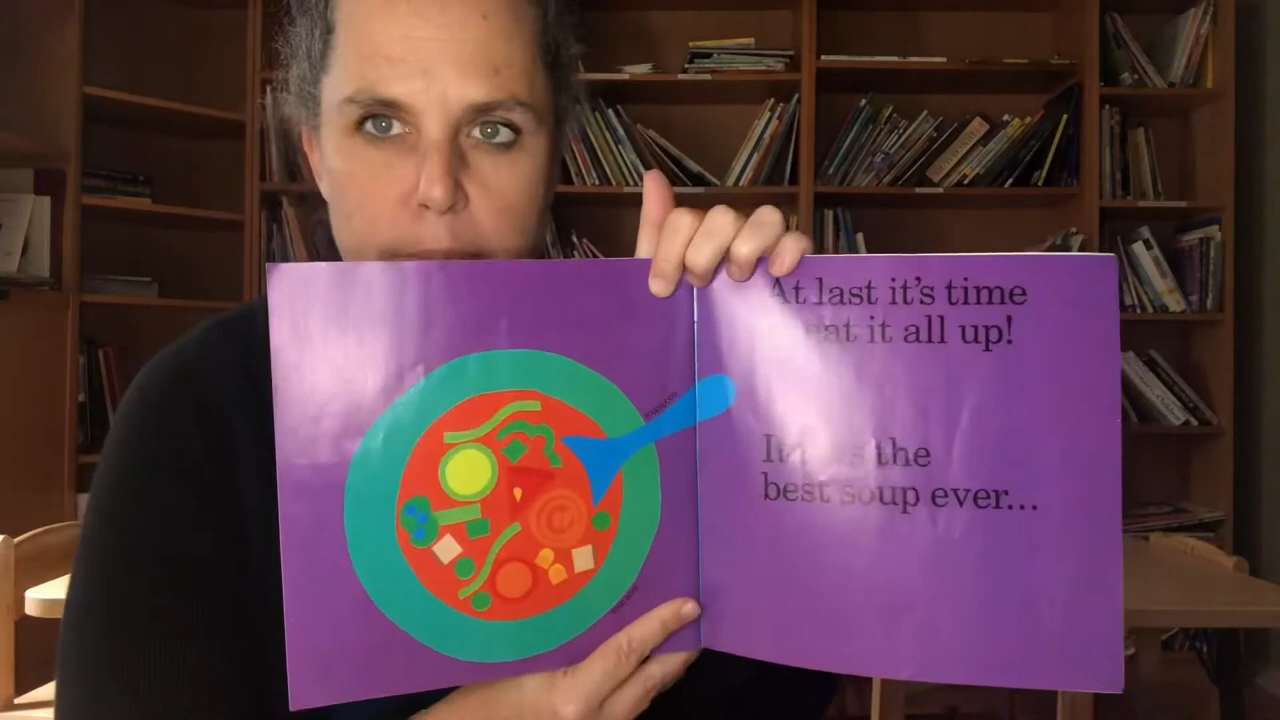 At last it's time
eat it all up!
the
best soup ever...